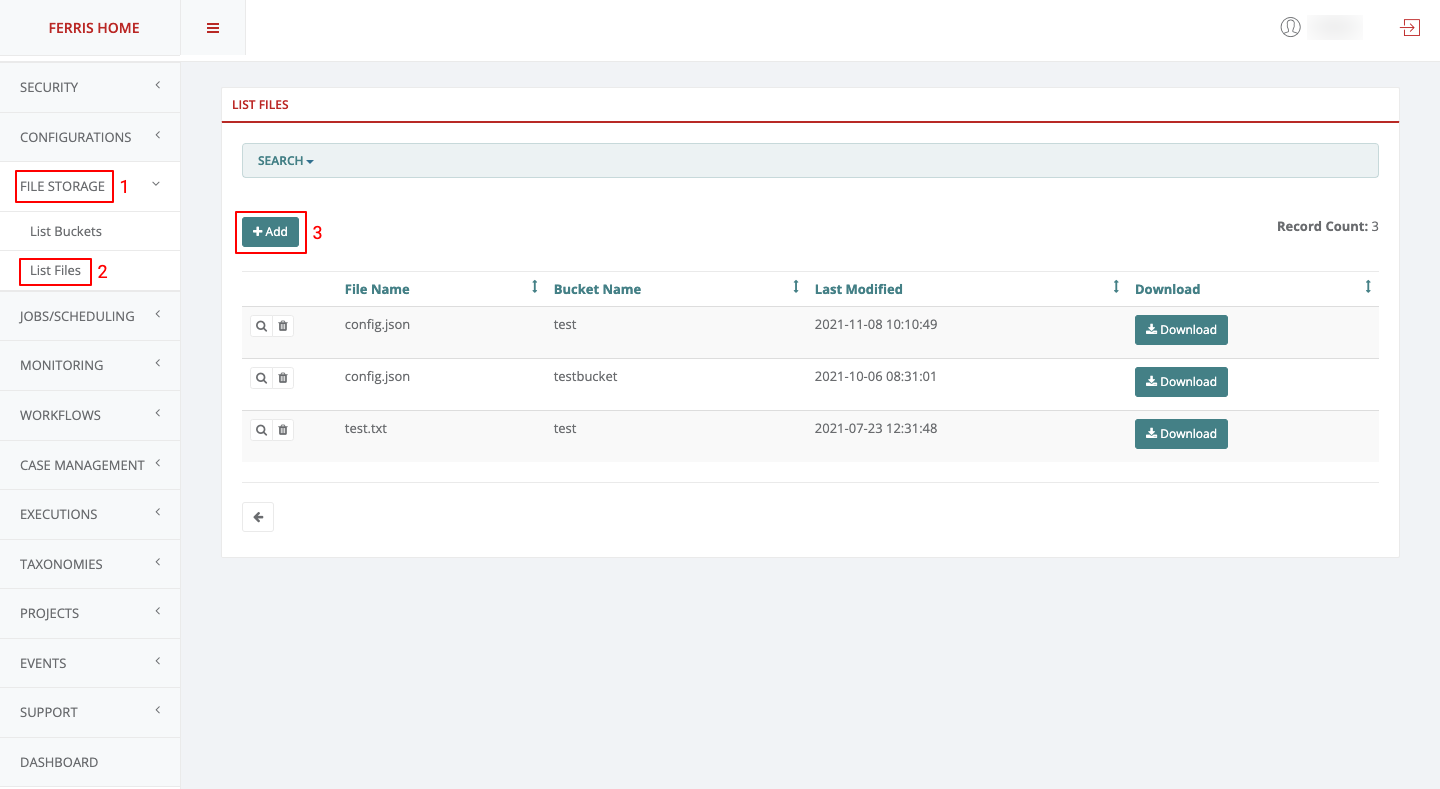 FERRIS HOME
SECURITY
CONFIGURATIONS
FILE STORAGE 1
List Buckets
List Files 2
JOBS/SCHEDULING
MONITORING
WORKFLOWS
CASE MANAGEMENT
EXECUTIONS
TAXONOMIES
PROJECTS
EVENTS
SUPPORT
DASHBOARD
LIST FILES
SEARCH
+ Add 3
Record Count: 3
File Name Bucket Name Last Modified Download
config.json test 2021-11-08 10:10:49 Download
config.json testbucket 2021-10-06 08:31:01 Download
test.txt test 2021-07-23 12:31:48 Download